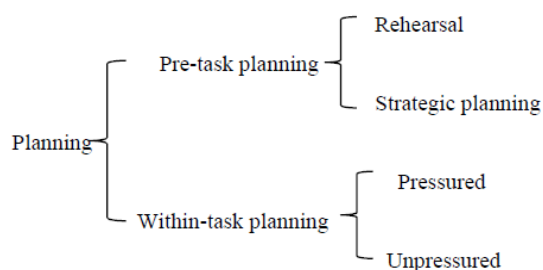 Rehearsal
Pre-task planning
Strategic planning
Planning
Pressured
Within-task planning
Unpressured